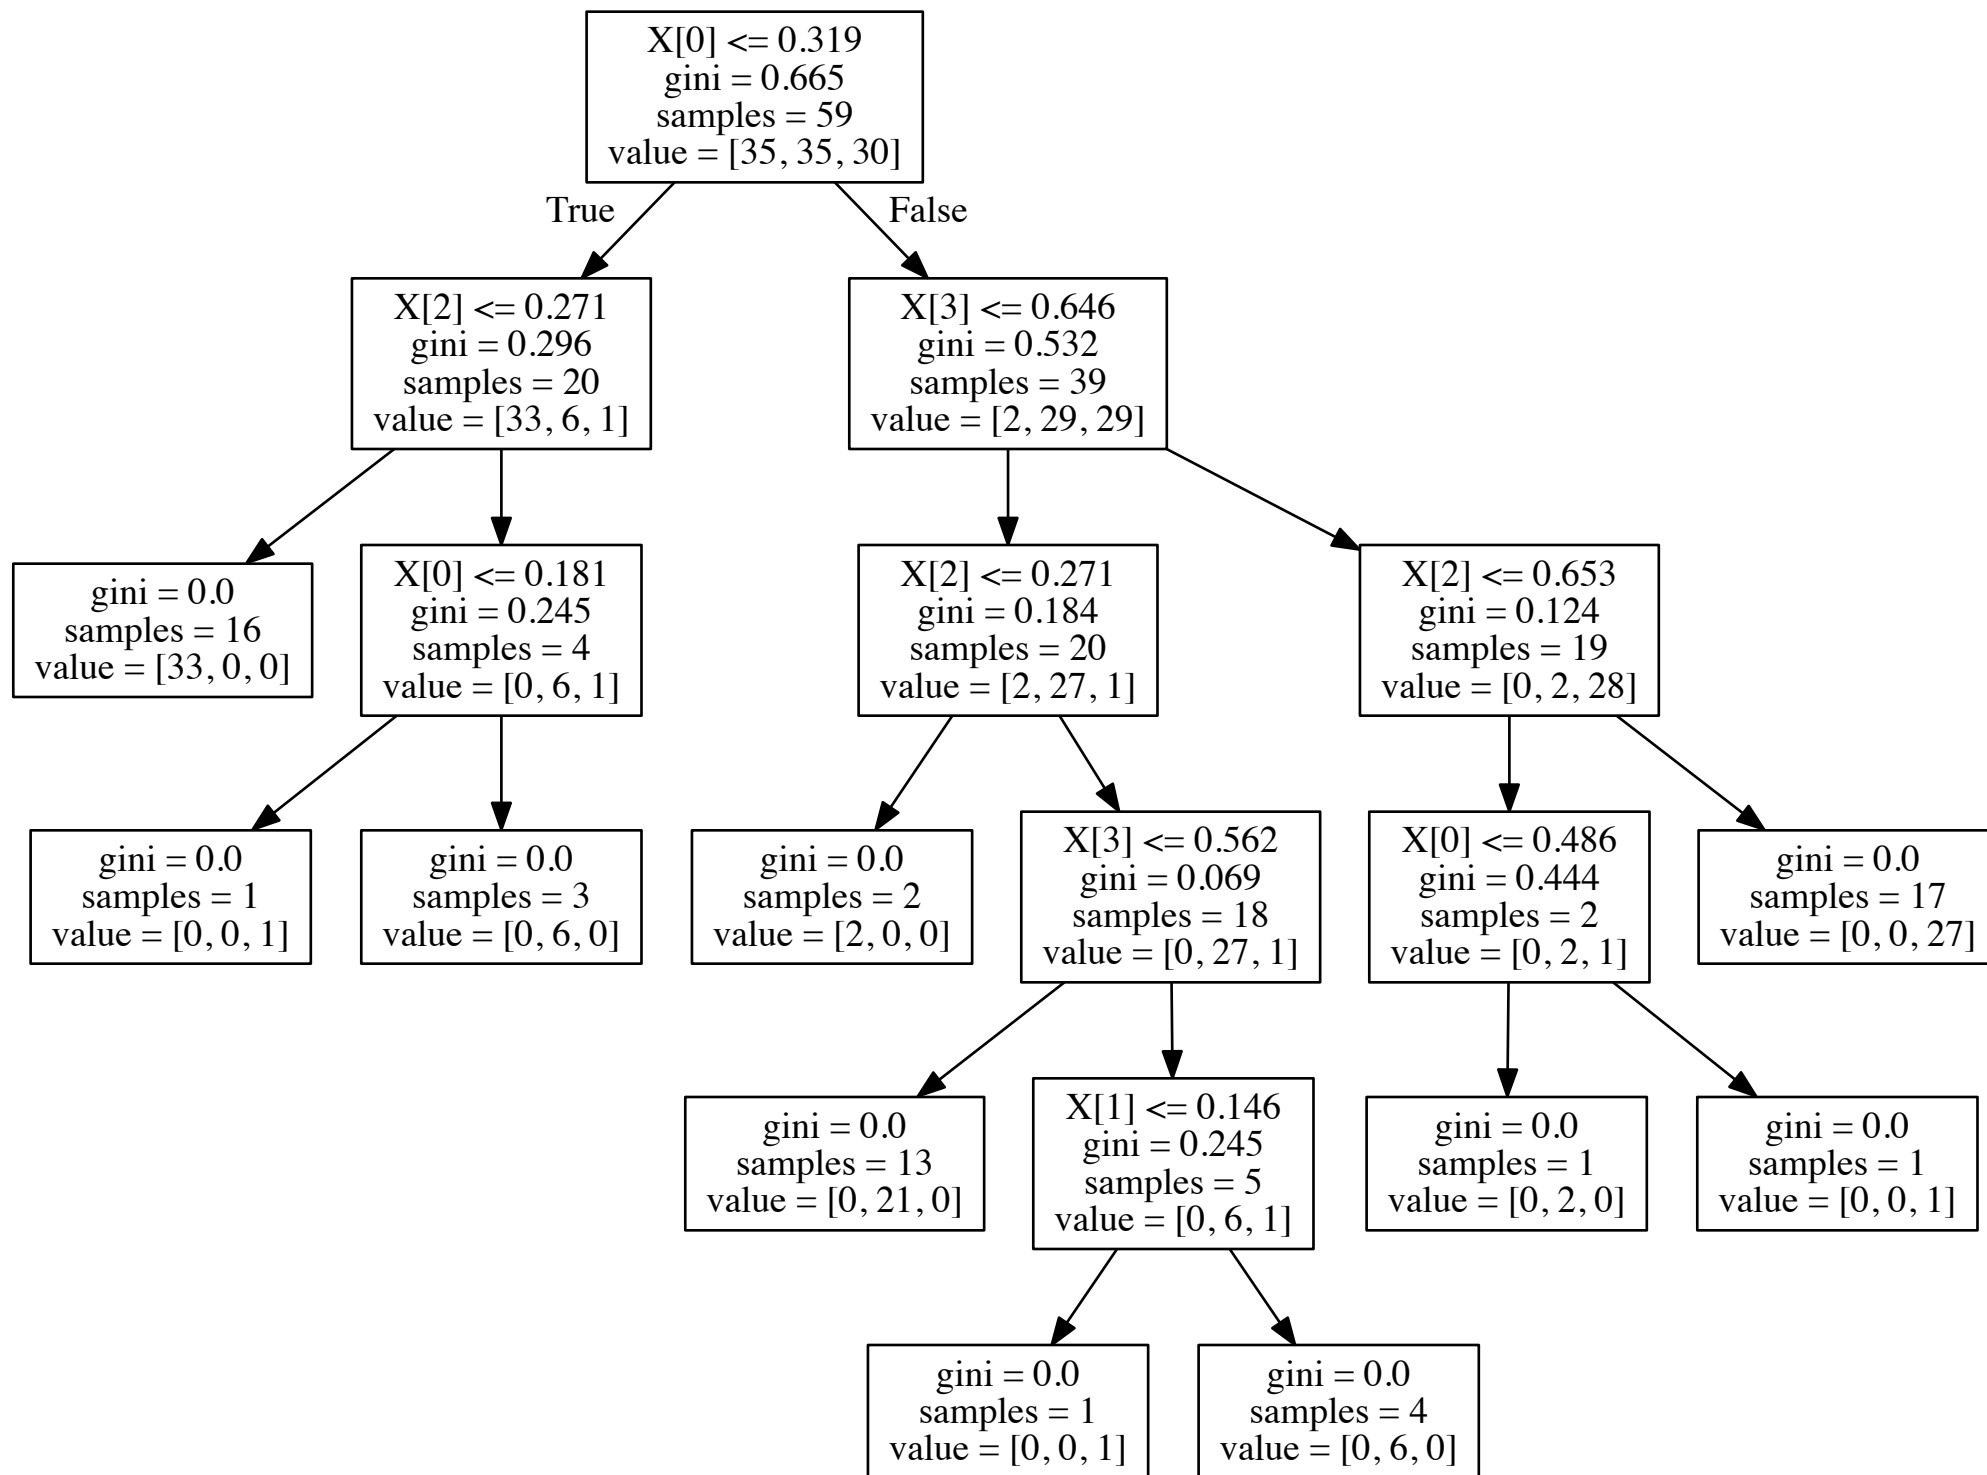 X[0] <= 0.319
gini = 0.665
samples = 59
value = [35, 35, 30]
True
False
X[2] <= 0.271
gini = 0.296
samples = 20
value = [33, 6, 1]
X[3] <= 0.646
gini = 0.532
samples = 39
value = [2, 29, 29]
gini = 0.0
samples = 16
value = [33, 0, 0]
X[0] <= 0.181
gini = 0.245
samples = 4
value = [0, 6, 1]
X[2] <= 0.271
gini = 0.184
samples = 20
value = [2, 27, 1]
X[2] <= 0.653
gini = 0.124
samples = 19
value = [0, 2, 28]
gini = 0.0
samples = 1
value = [0, 0, 1]
gini = 0.0
samples = 3
value = [0, 6, 0]
gini = 0.0
samples = 2
value = [2, 0, 0]
X[3] <= 0.562
gini = 0.069
samples = 18
value = [0, 27, 1]
X[0] <= 0.486
gini = 0.444
samples = 2
value = [0, 2, 1]
gini = 0.0
samples = 17
value = [0, 0, 27]
gini = 0.0
samples = 13
value = [0, 21, 0]
X[1] <= 0.146
gini = 0.245
samples = 5
value = [0, 6, 1]
gini = 0.0
samples = 1
value = [0, 2, 0]
gini = 0.0
samples = 1
value = [0, 0, 1]
gini = 0.0
samples = 1
value = [0, 0, 1]
gini = 0.0
samples = 4
value = [0, 6, 0]